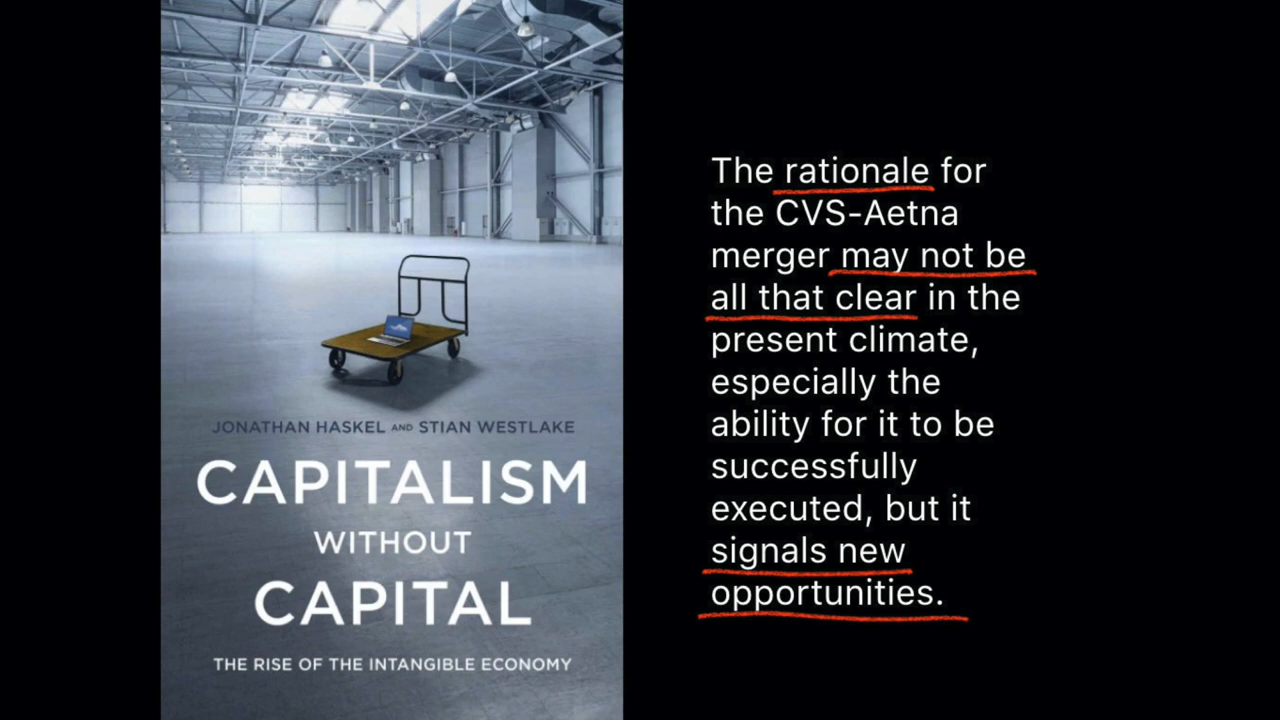 JONATHAN HASKEL AND STIAN WESTLAKE
CAPITALISM
WITHOUT
CAPITAL
THE RISE OF THE INTANGIBLE ECONOMY
The rationale for
the CVS-Aetna
merger may not be
all that clear in the
present climate,
especially the
ability for it to be
successfully
executed, but it
signals new
opportunities.